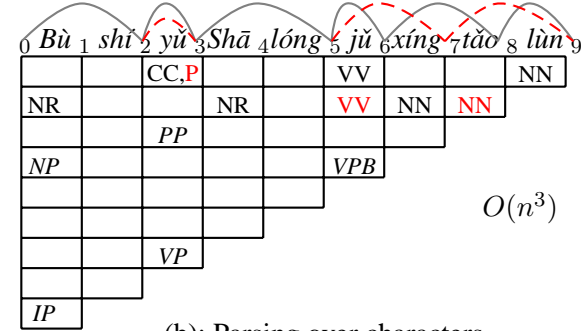 0 Bù 1 shí 2 yǔ 3 Shā 4 lóng 5 jǔ 6 xíng 7 tǎo 8 lùn 9
CC,P VV NN
NR NR VV NN NN
PP
NP VPB
O(n³)
VP
IP
(b): Parsing over characters